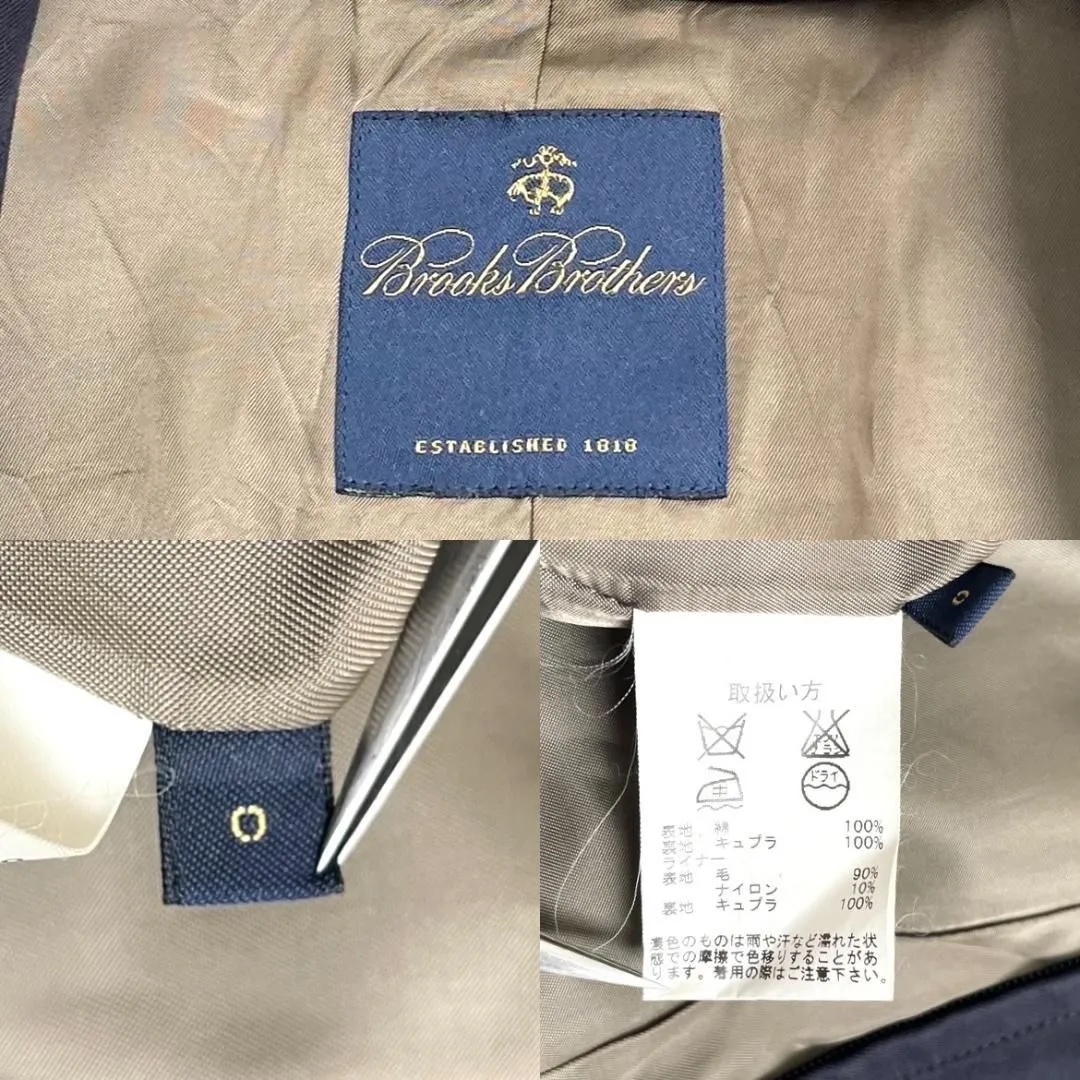 Brooks Brothers
ESTABLISHED 1818
O
O
取扱い方
ドライ
表地 綿 100%
裏地 キュプラ 100%
ライナー
表地 毛 90%
ナイロン 10%
裏地 キュプラ 100%
濃色のものは雨や汗など濡れた状
態での摩擦で色移りすることがあ
ります。着用の際はご注意下さい。